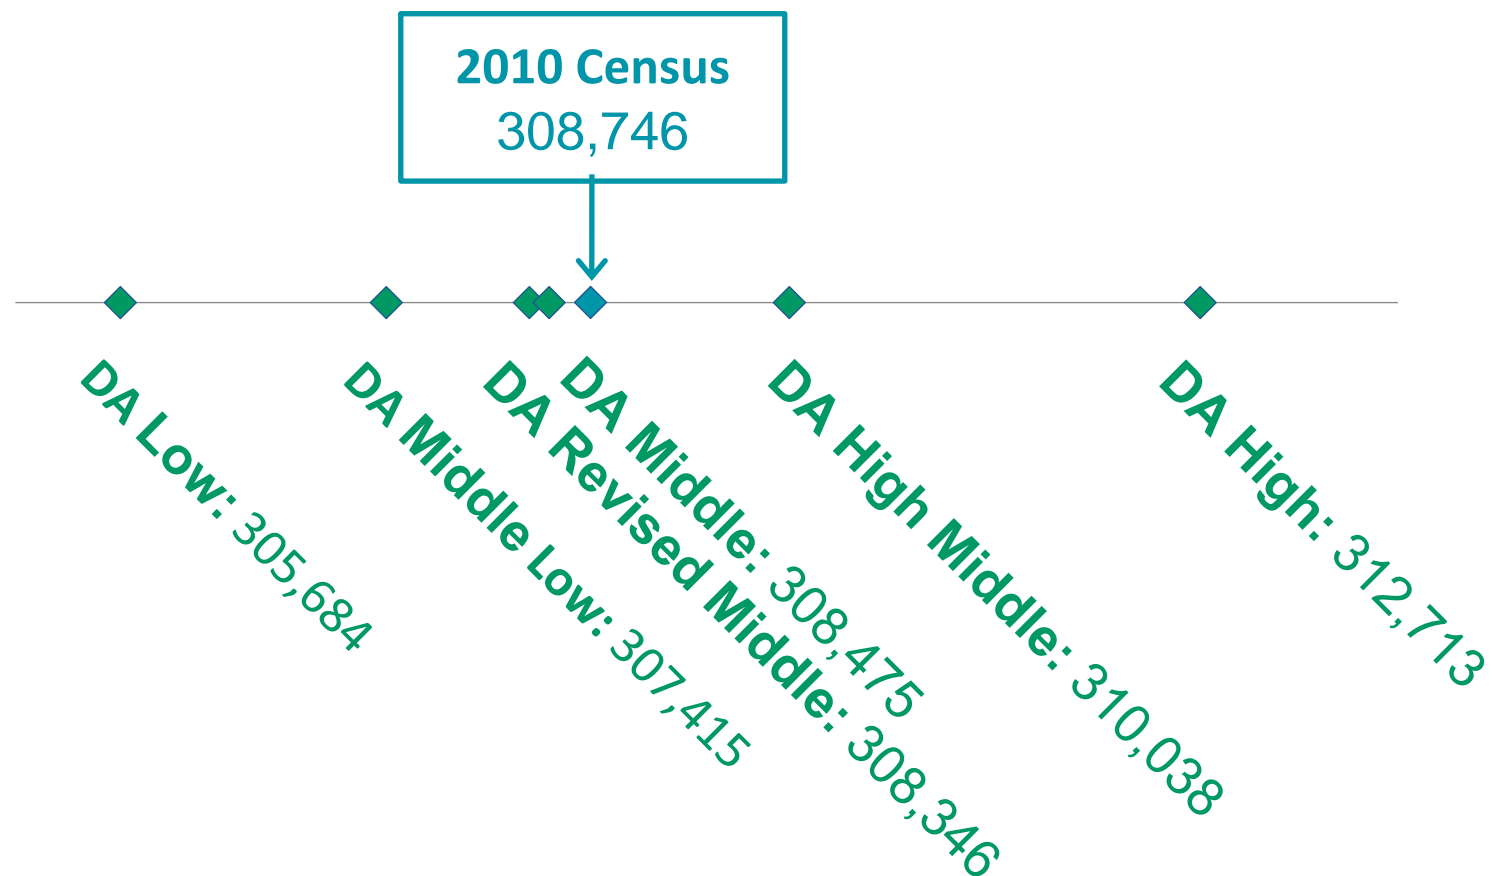 2010 Census
308,746
DA Low: 305,684
DA Middle Low: 307,415
DA Revised Middle: 308,346
DA Middle: 308,475
DA High Middle: 310,038
DA High: 312,713